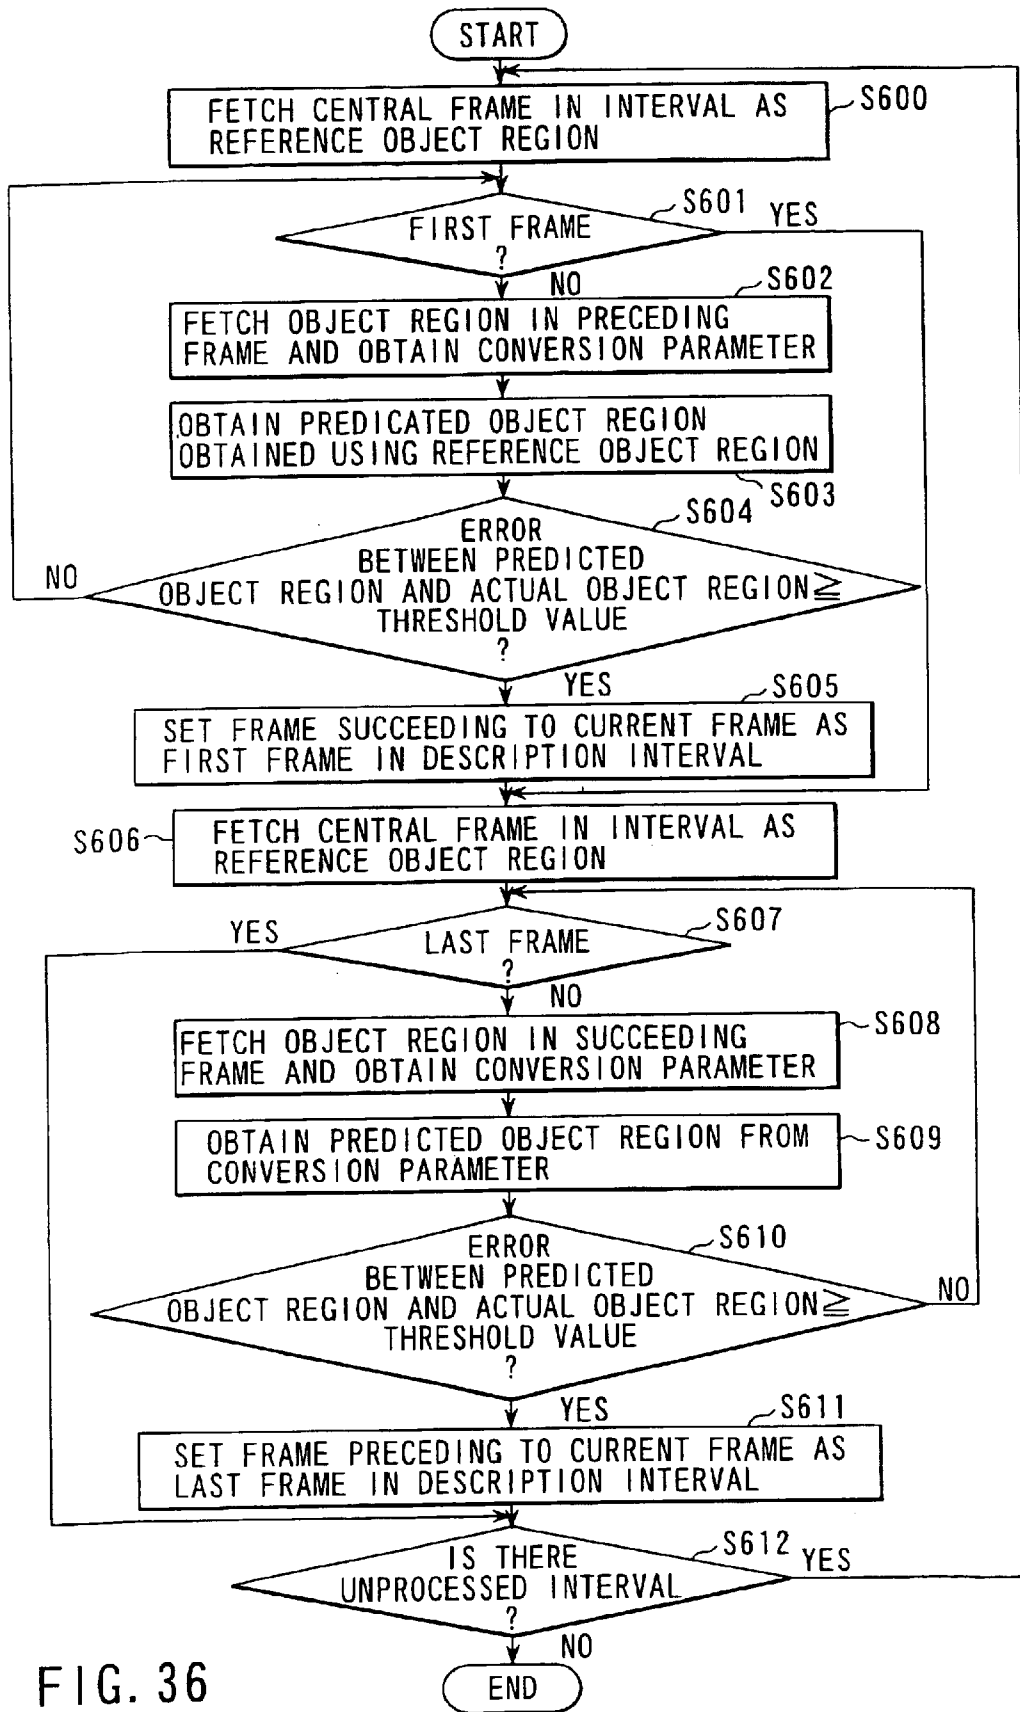 START
FETCH CENTRAL FRAME IN INTERVAL AS
REFERENCE OBJECT REGION
S600
S601
FIRST FRAME
?
YES
NO
S602
FETCH OBJECT REGION IN PRECEDING
FRAME AND OBTAIN CONVERSION PARAMETER
OBTAIN PREDICATED OBJECT REGION
OBTAINED USING REFERENCE OBJECT REGION
S603
S604
ERROR
BETWEEN PREDICTED
OBJECT REGION AND ACTUAL OBJECT REGION≧
THRESHOLD VALUE
?
NO
YES
S605
SET FRAME SUCCEEDING TO CURRENT FRAME AS
FIRST FRAME IN DESCRIPTION INTERVAL
S606
FETCH CENTRAL FRAME IN INTERVAL AS
REFERENCE OBJECT REGION
S607
YES
LAST FRAME
?
NO
S608
FETCH OBJECT REGION IN SUCCEEDING
FRAME AND OBTAIN CONVERSION PARAMETER
OBTAIN PREDICTED OBJECT REGION FROM
CONVERSION PARAMETER
S609
S610
ERROR
BETWEEN PREDICTED
OBJECT REGION AND ACTUAL OBJECT REGION≧
THRESHOLD VALUE
?
NO
YES
S611
SET FRAME PRECEDING TO CURRENT FRAME AS
LAST FRAME IN DESCRIPTION INTERVAL
S612
IS THERE
UNPROCESSED INTERVAL
?
YES
NO
END
FIG. 36